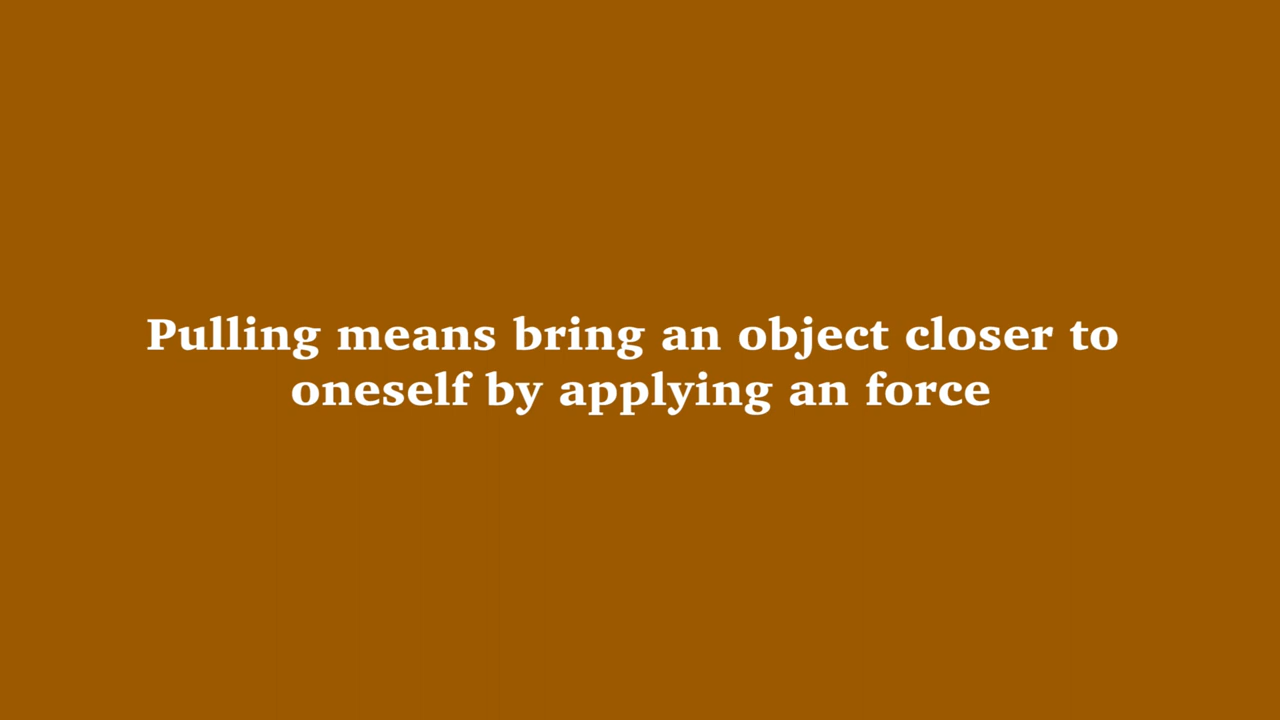 Pulling means bring an object closer to
oneself by applying an force